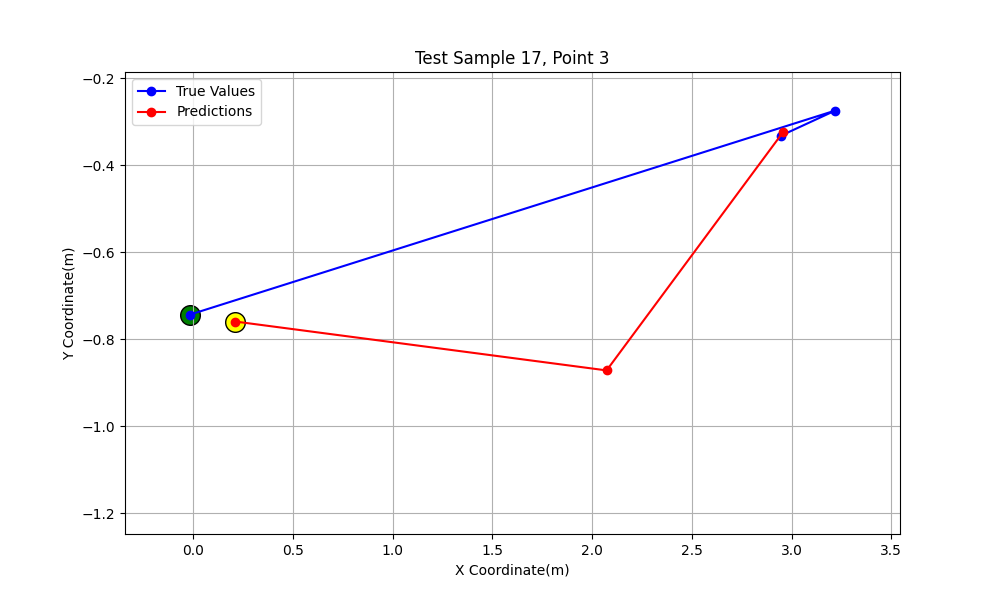 Test Sample 17, Point 3
True Values
Predictions
−0.2
−0.4
−0.6
−0.8
−1.0
−1.2
Y Coordinate(m)
0.0 0.5 1.0 1.5 2.0 2.5 3.0 3.5
X Coordinate(m)